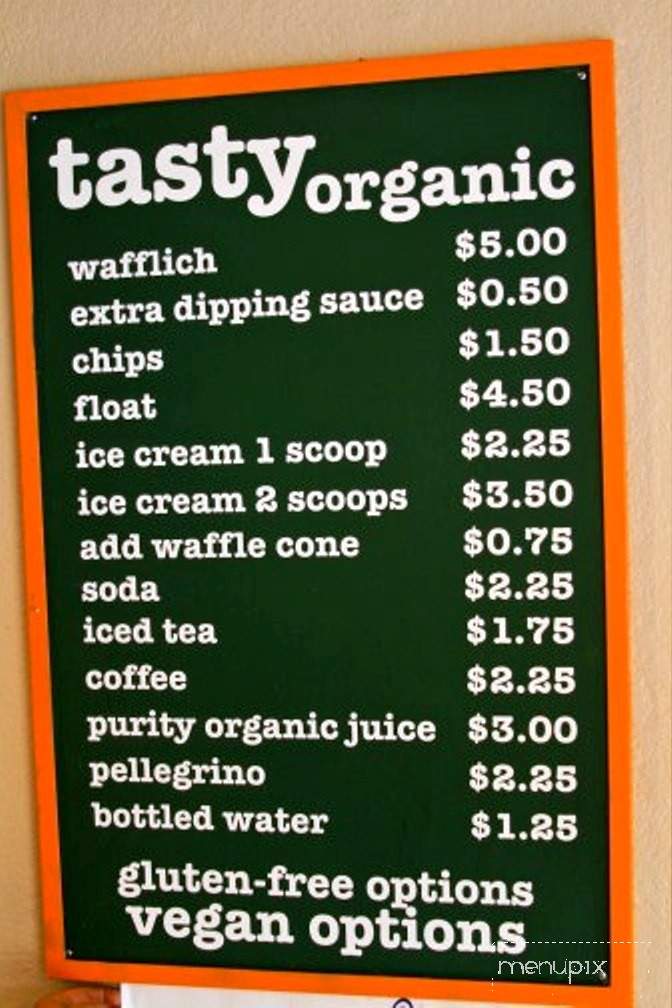 tasty organic
wafflich $5.00
extra dipping sauce $0.50
chips $1.50
float $4.50
ice cream 1 scoop $2.25
ice cream 2 scoops $3.50
add waffle cone $0.75
soda $2.25
iced tea $1.75
coffee $2.25
purity organic juice $3.00
pellegrino $2.25
bottled water $1.25
gluten-free options
vegan options
menupix